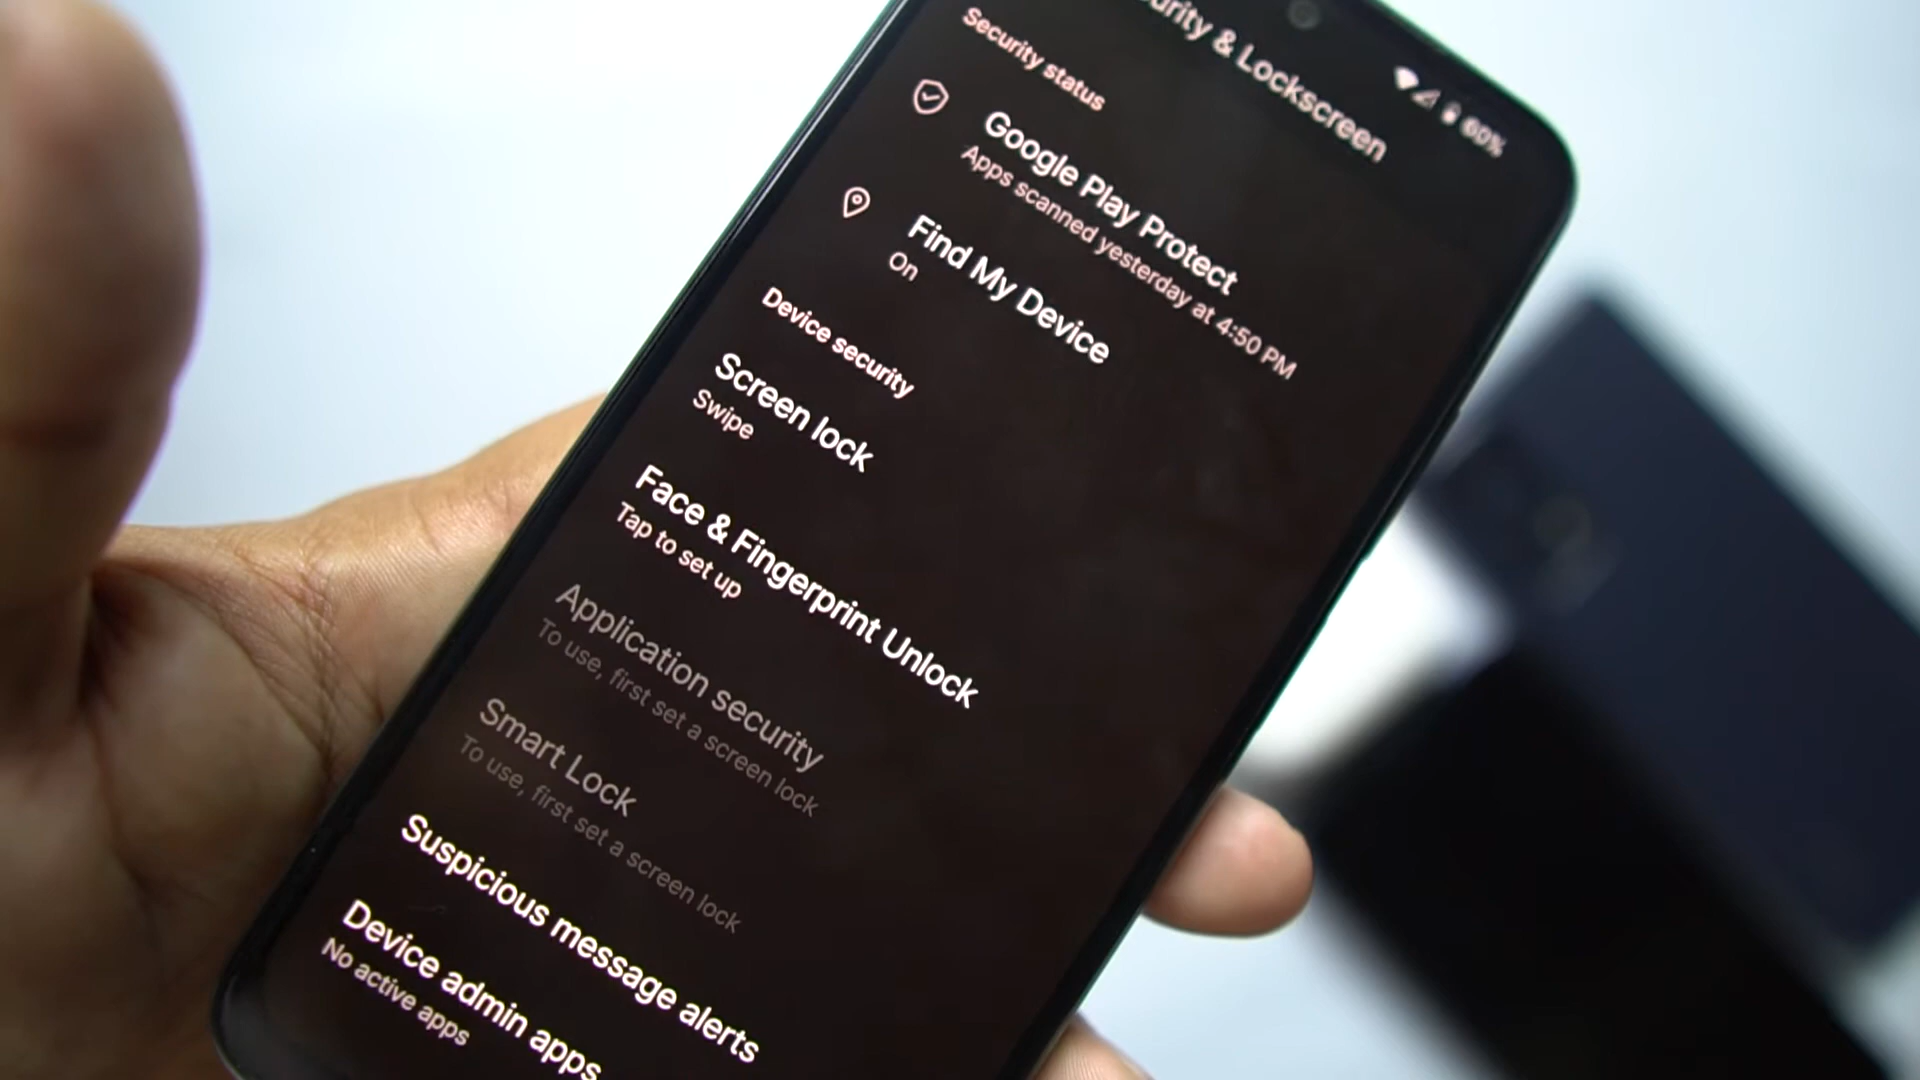 urity & Lockscreen
60%
Security status
Google Play Protect
Apps scanned yesterday at 4:50 PM
Find My Device
On
Device security
Screen lock
Swipe
Face & Fingerprint Unlock
Tap to set up
Application security
To use, first set a screen lock
Smart Lock
To use, first set a screen lock
Suspicious message alerts
Device admin apps
No active apps